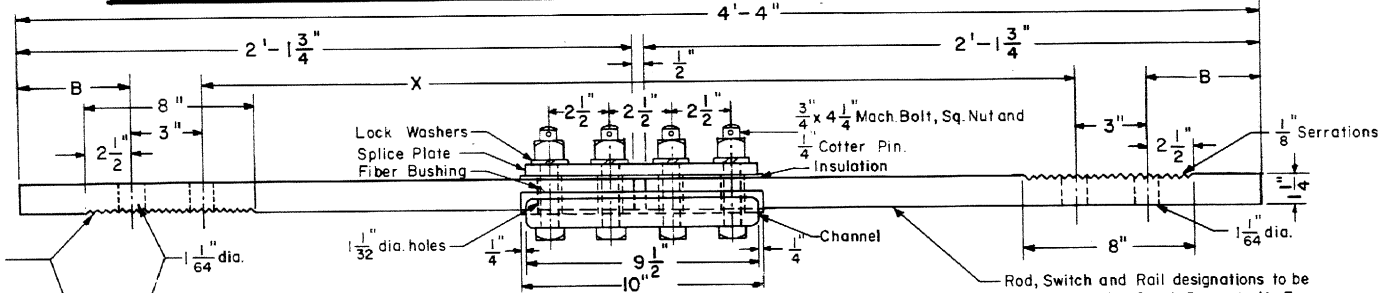 4'-4"
2'-1 3/4" 2'-1 3/4"
1/2"
B X B
8"
2 1/2" 2 1/2" 2 1/2" 3/4" x 4 1/4" Mach. Bolt, Sq. Nut and
3" 3" 1/8" Serrations
Lock Washers 1/4" Cotter Pin.
2 1/2" Splice Plate Insulation 2 1/2"
Fiber Bushing 1 1/4"
1 1/64" dia. 1 1/32" dia. holes 1/4" Channel 1/4" 8" 1 1/64" dia.
9 1/2"
10"
Rod, Switch and Rail designations to be